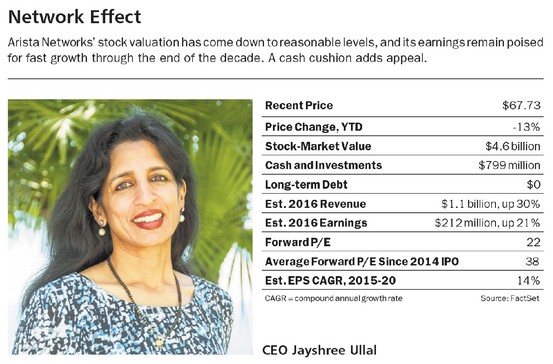 Network Effect
Arista Networks’ stock valuation has come down to reasonable levels, and its earnings remain poised
for fast growth through the end of the decade. A cash cushion adds appeal.
Recent Price $67.73
Price Change, YTD -13%
Stock-Market Value $4.6 billion
Cash and Investments $799 million
Long-term Debt $0
Est. 2016 Revenue $1.1 billion, up 30%
Est. 2016 Earnings $212 million, up 21%
Forward P/E 22
Average Forward P/E Since 2014 IPO 38
Est. EPS CAGR, 2015-20 14%
CAGR = compound annual growth rate Source: FactSet
CEO Jayshree Ullal